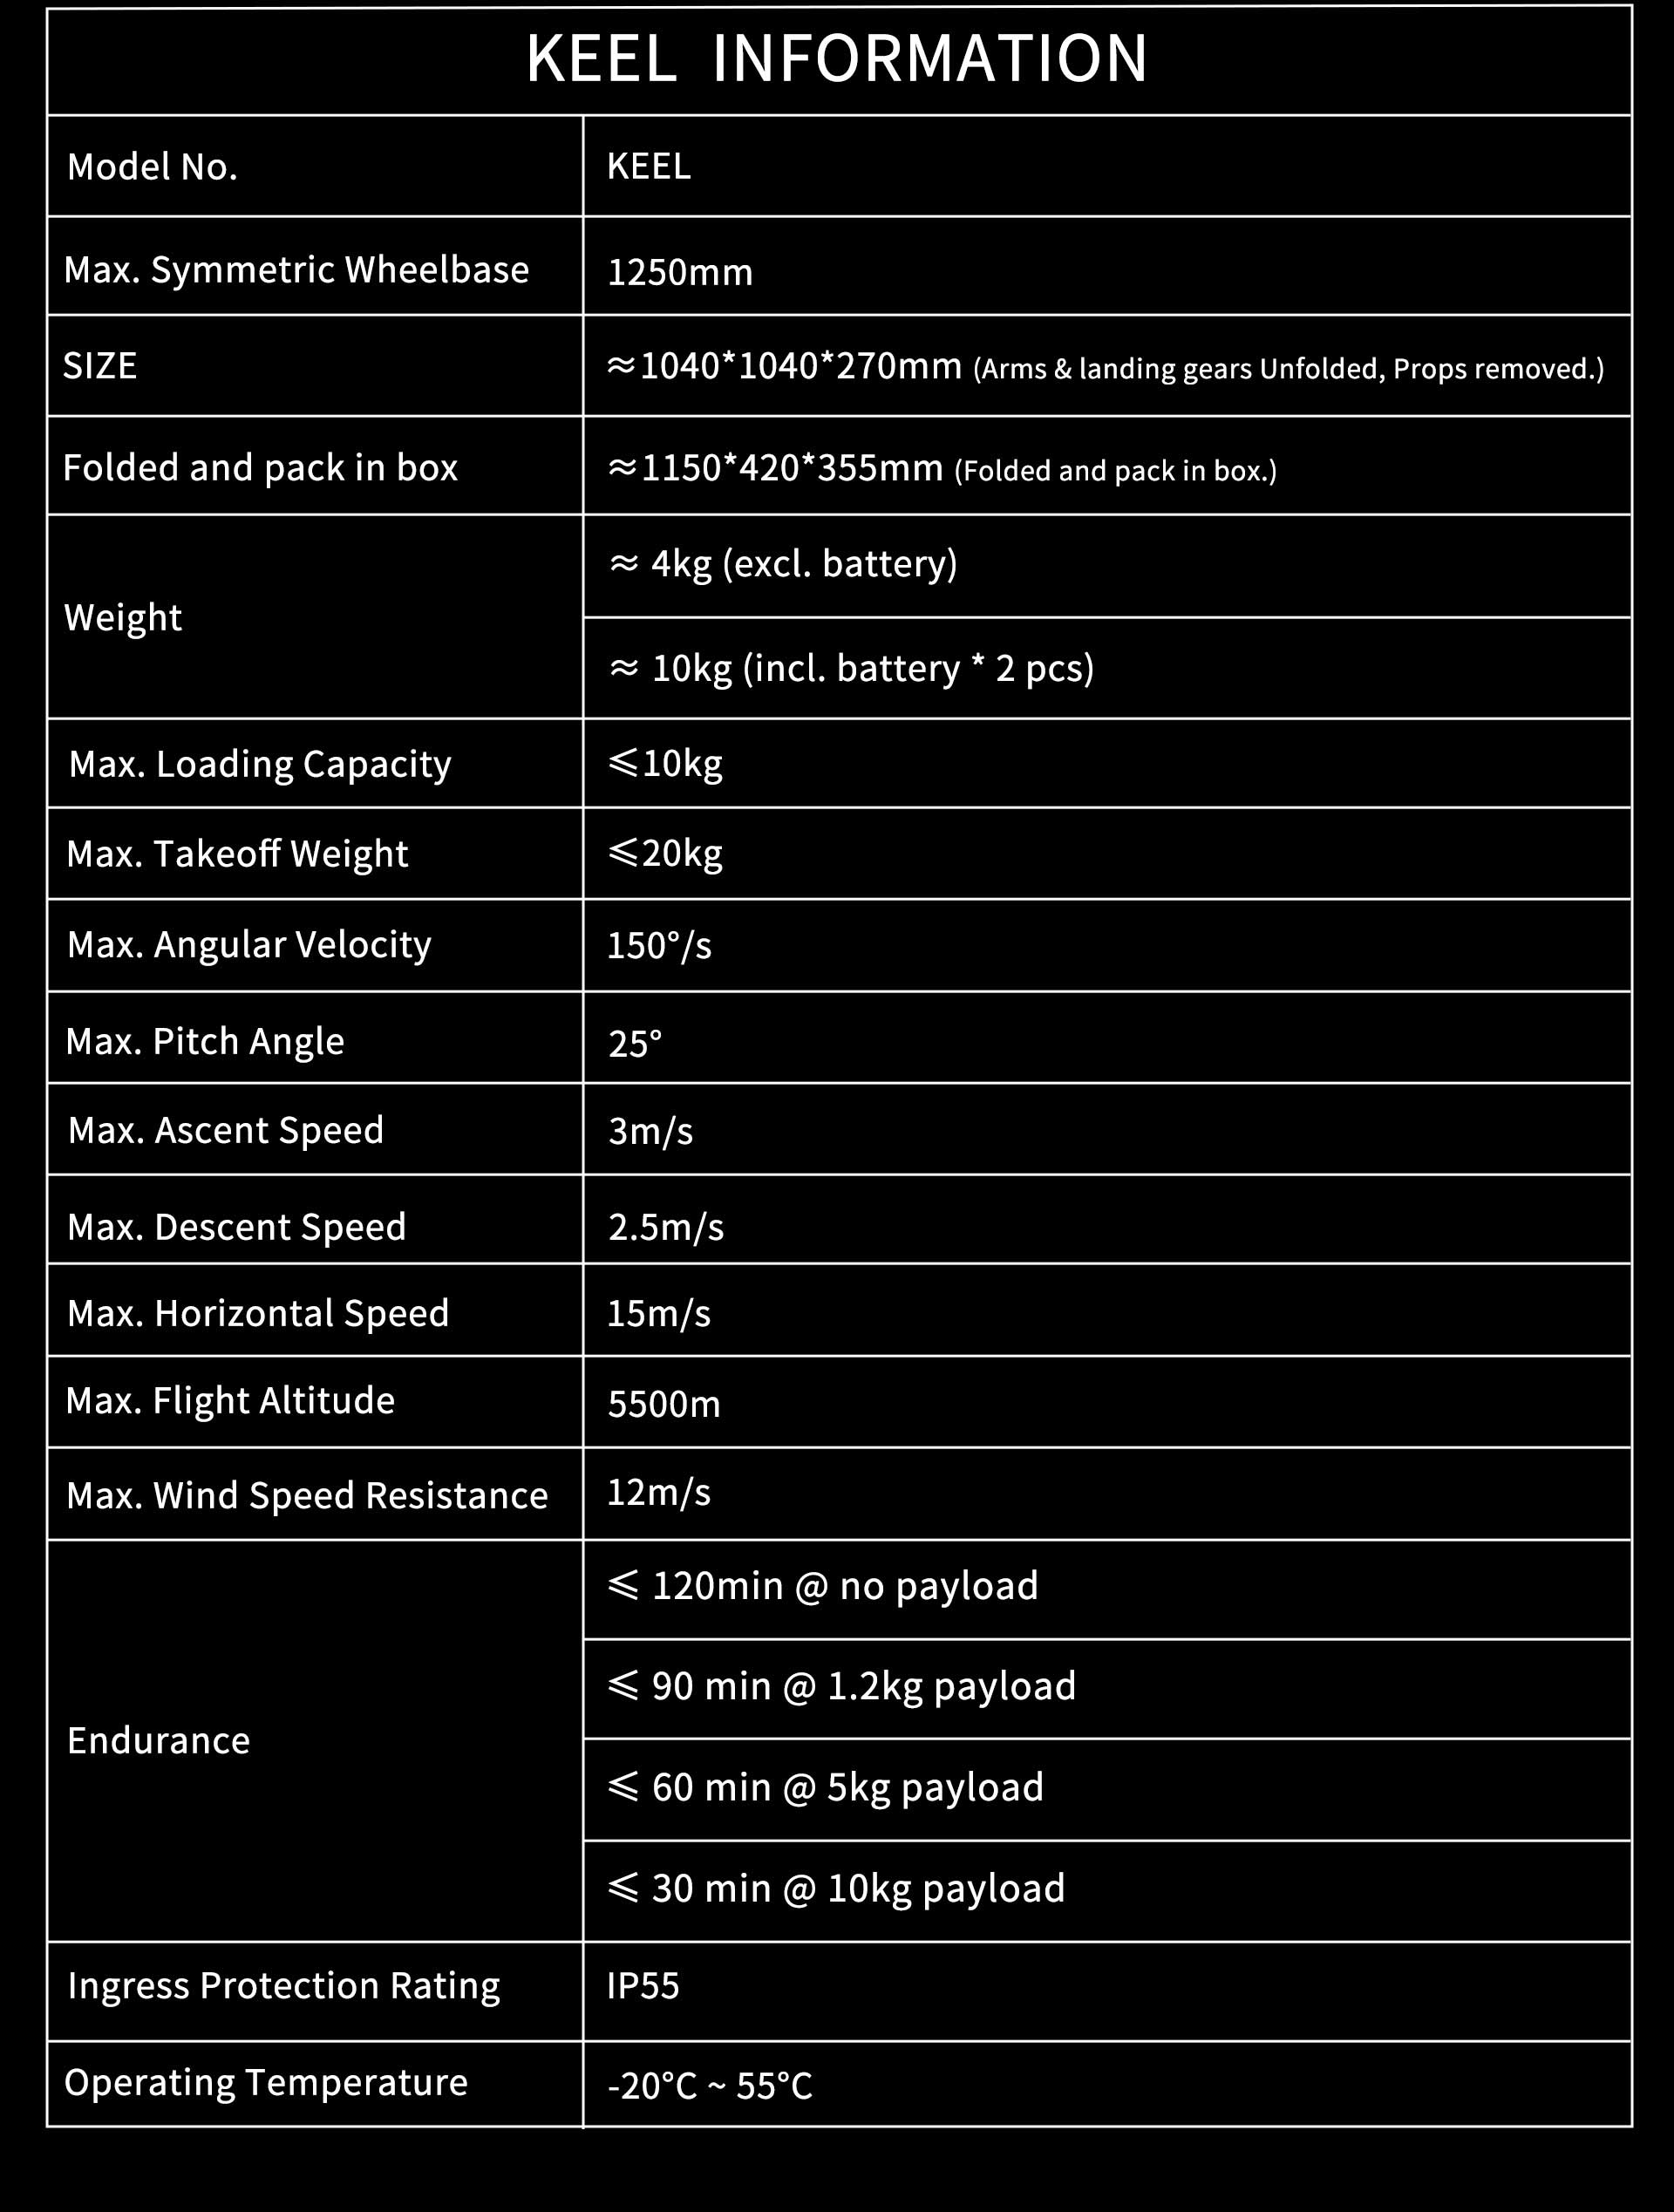 KEEL INFORMATION
Model No.
KEEL
Max. Symmetric Wheelbase
1250mm
SIZE
≈1040*1040*270mm (Arms & landing gears Unfolded, Props removed.)
Folded and pack in box
≈1150*420*355mm (Folded and pack in box.)
Weight
≈ 4kg (excl. battery)
≈ 10kg (incl. battery * 2 pcs)
Max. Loading Capacity
⩽10kg
Max. Takeoff Weight
⩽20kg
Max. Angular Velocity
150°/s
Max. Pitch Angle
25°
Max. Ascent Speed
3m/s
Max. Descent Speed
2.5m/s
Max. Horizontal Speed
15m/s
Max. Flight Altitude
5500m
Max. Wind Speed Resistance
12m/s
Endurance
⩽ 120min @ no payload
⩽ 90 min @ 1.2kg payload
⩽ 60 min @ 5kg payload
⩽ 30 min @ 10kg payload
Ingress Protection Rating
IP55
Operating Temperature
-20°C ~ 55°C